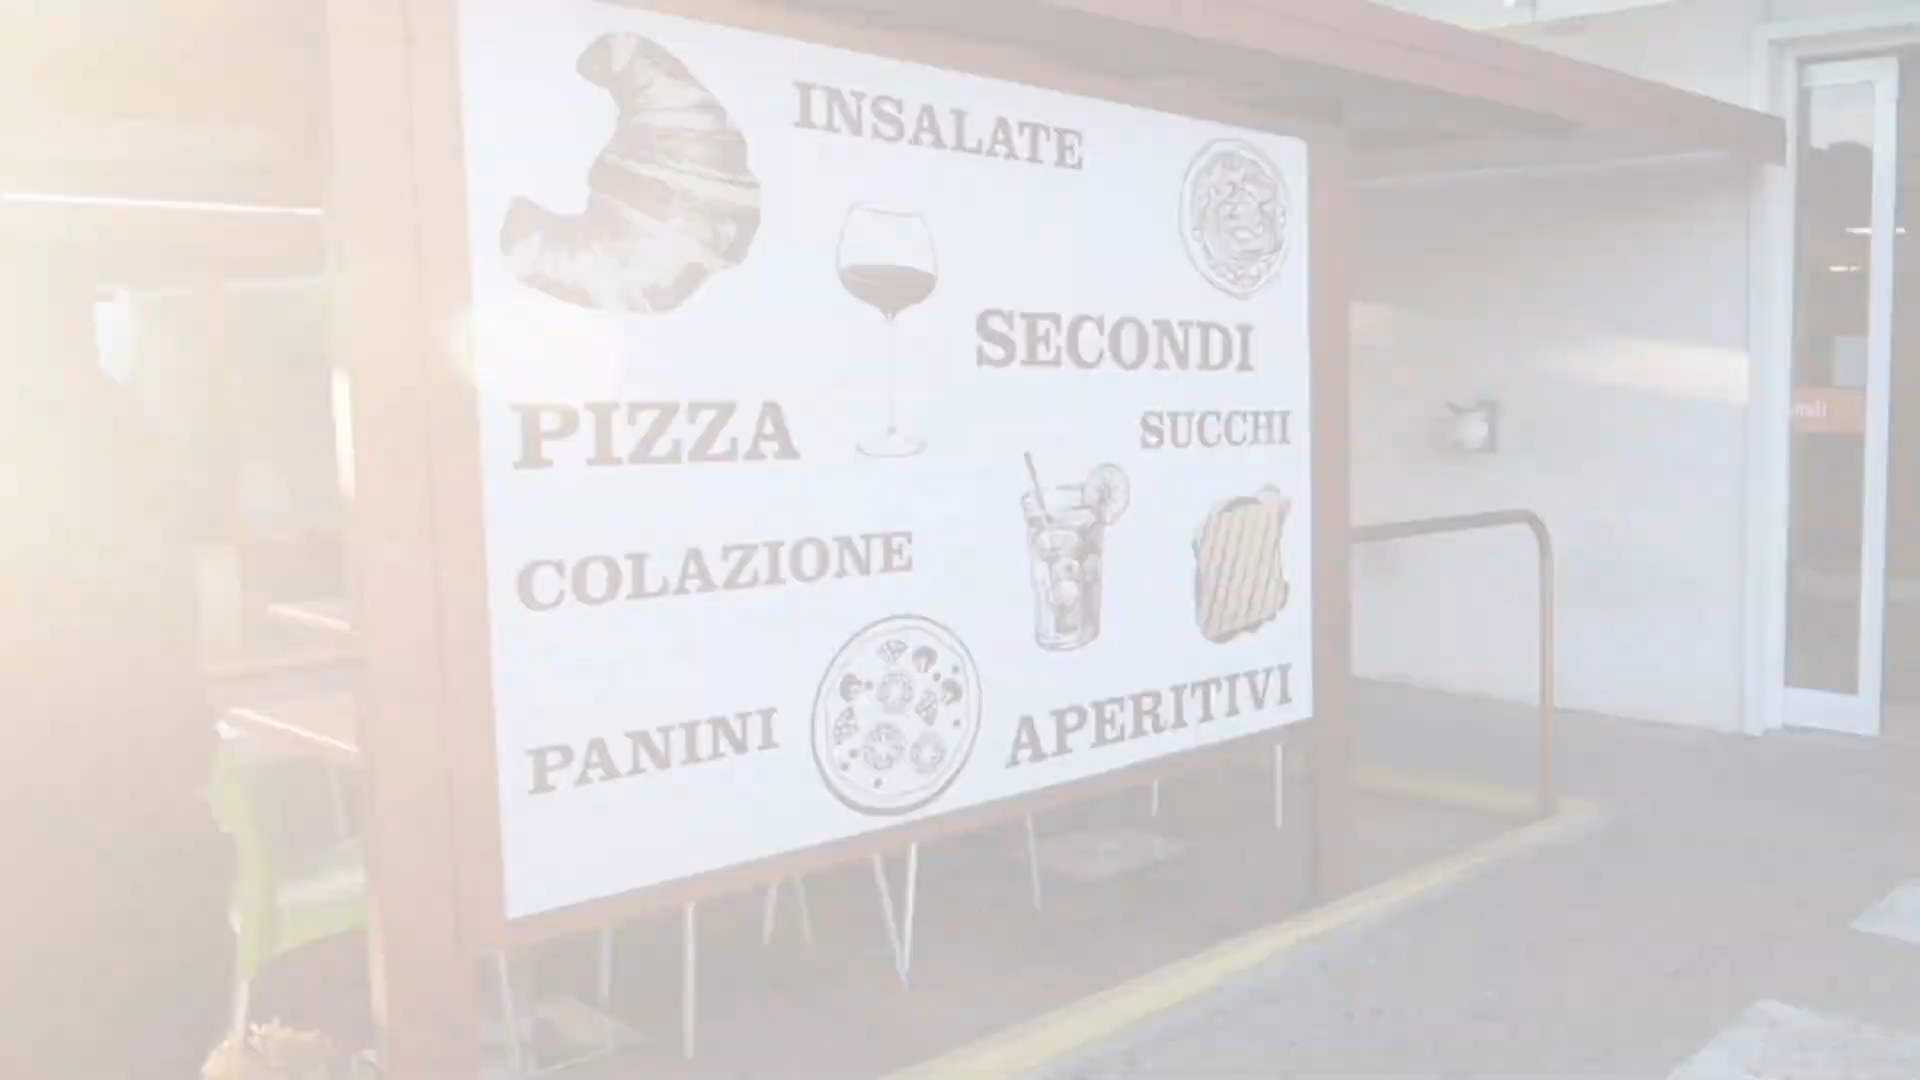 INSALATE
SECONDI
PIZZA
SUCCHI
COLAZIONE
PANINI
APERITIVI